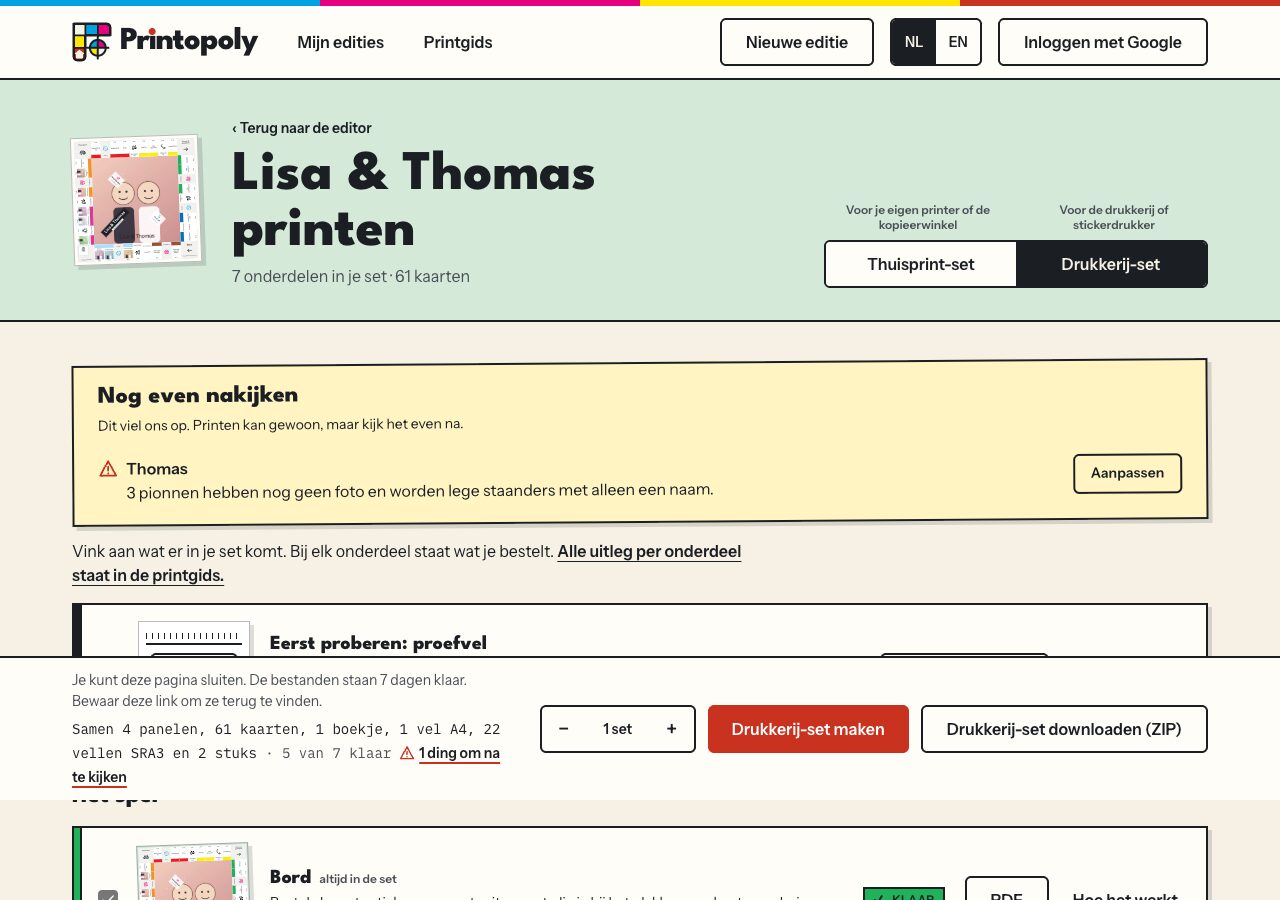 Printopoly
Mijn edities
Printgids
Nieuwe editie
NL
EN
Inloggen met Google
‹ Terug naar de editor
Lisa & Thomas
printen
7 onderdelen in je set · 61 kaarten
Voor je eigen printer of de
kopieerwinkel
Voor de drukkerij of
stickerdrukker
Thuisprint-set
Drukkerij-set
Nog even nakijken
Dit viel ons op. Printen kan gewoon, maar kijk het even na.
Thomas
3 pionnen hebben nog geen foto en worden lege staanders met alleen een naam.
Aanpassen
Vink aan wat er in je set komt. Bij elk onderdeel staat wat je bestelt. Alle uitleg per onderdeel
staat in de printgids.
Eerst proberen: proefvel
Je kunt deze pagina sluiten. De bestanden staan 7 dagen klaar.
Bewaar deze link om ze terug te vinden.
Samen 4 panelen, 61 kaarten, 1 boekje, 1 vel A4, 22
vellen SRA3 en 2 stuks · 5 van 7 klaar 1 ding om na
te kijken
− 1 set +
Drukkerij-set maken
Drukkerij-set downloaden (ZIP)
Het spel
Bord altijd in de set
KLAAR
PDF
Hoe het werkt